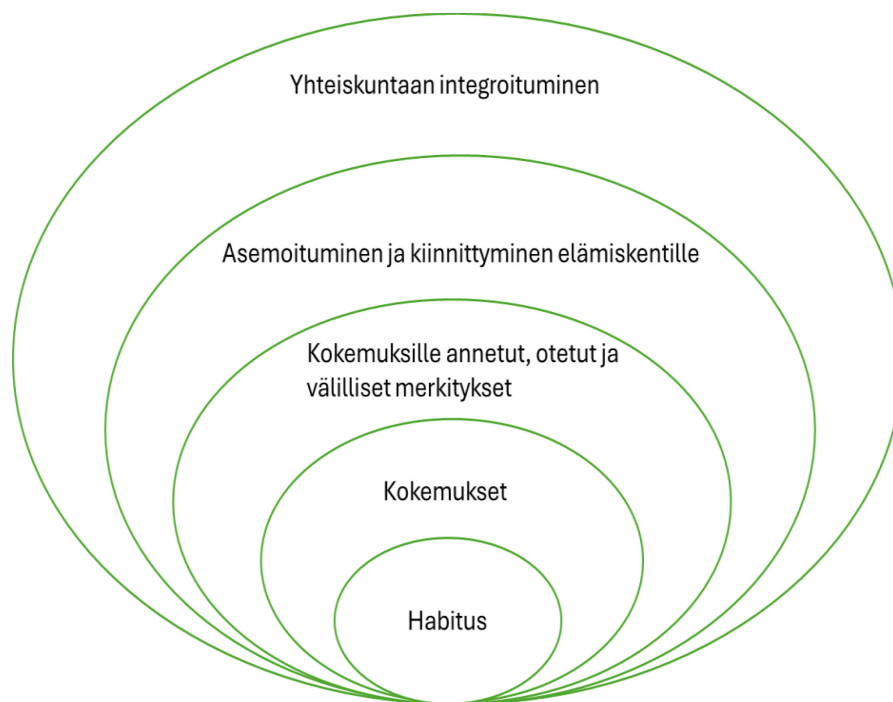 Yhteiskuntaan integroituminen
Asemoituminen ja kiinnittyminen elämiskentille
Kokemuksille annetut, otetut ja
välilliset merkitykset
Kokemukset
Habitus